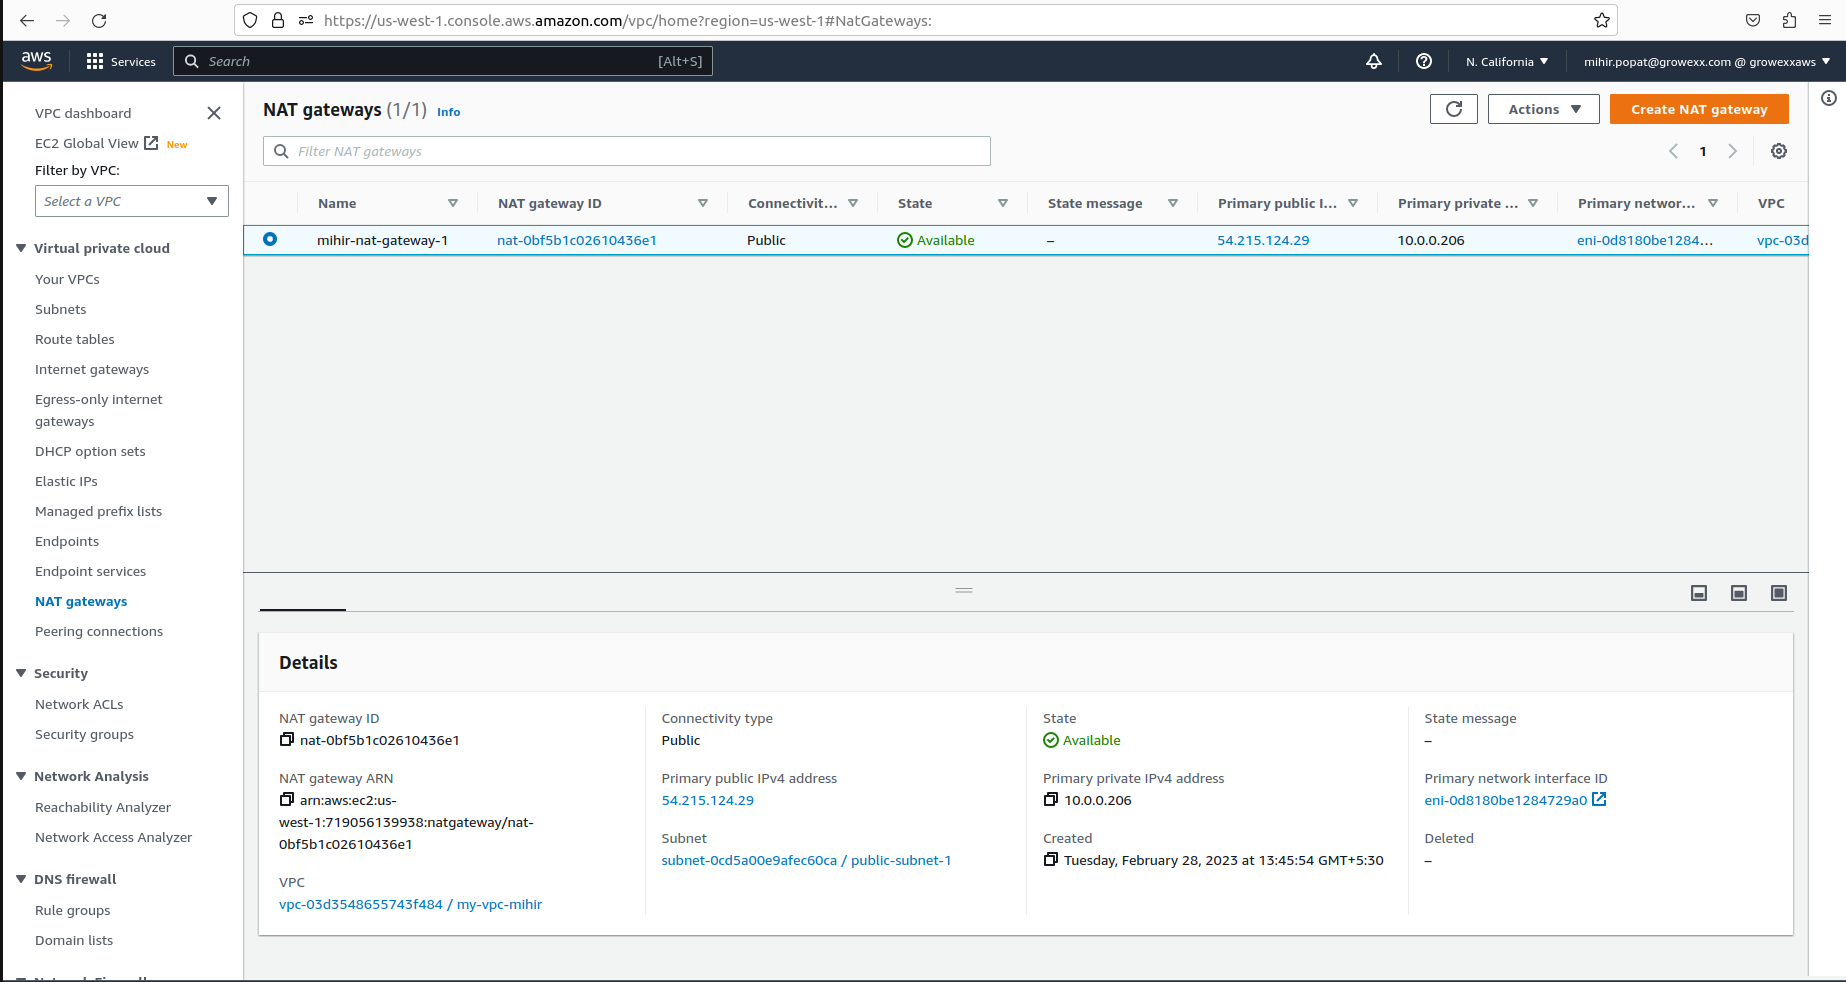 https://us-west-1.console.aws.amazon.com/vpc/home?region=us-west-1#NatGateways:
aws
Services
Search
[Alt+S]
N. California
mihir.popat@growexx.com @ growexxaws
VPC dashboard
EC2 Global View
New
Filter by VPC:
Select a VPC
Virtual private cloud
Your VPCs
Subnets
Route tables
Internet gateways
Egress-only internet
gateways
DHCP option sets
Elastic IPs
Managed prefix lists
Endpoints
Endpoint services
NAT gateways
Peering connections
Security
Network ACLs
Security groups
Network Analysis
Reachability Analyzer
Network Access Analyzer
DNS firewall
Rule groups
Domain lists
NAT gateways (1/1) Info
Actions
Create NAT gateway
Filter NAT gateways
1
Name
NAT gateway ID
Connectivit...
State
State message
Primary public I...
Primary private ...
Primary networ...
VPC
mihir-nat-gateway-1
nat-0bf5b1c02610436e1
Public
Available
–
54.215.124.29
10.0.0.206
eni-0d8180be1284...
vpc-03d
Details
NAT gateway ID
nat-0bf5b1c02610436e1
NAT gateway ARN
arn:aws:ec2:us-
west-1:719056139938:natgateway/nat-
0bf5b1c02610436e1
VPC
vpc-03d3548655743f484 / my-vpc-mihir
Connectivity type
Public
Primary public IPv4 address
54.215.124.29
Subnet
subnet-0cd5a00e9afec60ca / public-subnet-1
State
Available
Primary private IPv4 address
10.0.0.206
Created
Tuesday, February 28, 2023 at 13:45:54 GMT+5:30
State message
–
Primary network interface ID
eni-0d8180be1284729a0
Deleted
–